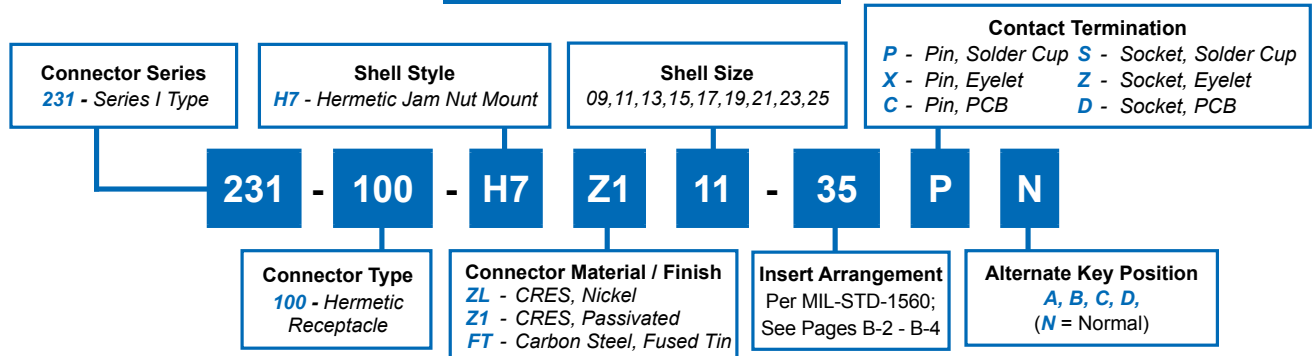 Connector Series
231 - Series I Type
Shell Style
H7 - Hermetic Jam Nut Mount
Shell Size
09,11,13,15,17,19,21,23,25
Contact Termination
P - Pin, Solder Cup S - Socket, Solder Cup
X - Pin, Eyelet Z - Socket, Eyelet
C - Pin, PCB D - Socket, PCB
231 - 100 - H7 Z1 11 - 35 P N
Connector Type
100 - Hermetic
Receptacle
Connector Material / Finish
ZL - CRES, Nickel
Z1 - CRES, Passivated
FT - Carbon Steel, Fused Tin
Insert Arrangement
Per MIL-STD-1560;
See Pages B-2 - B-4
Alternate Key Position
A, B, C, D,
(N = Normal)